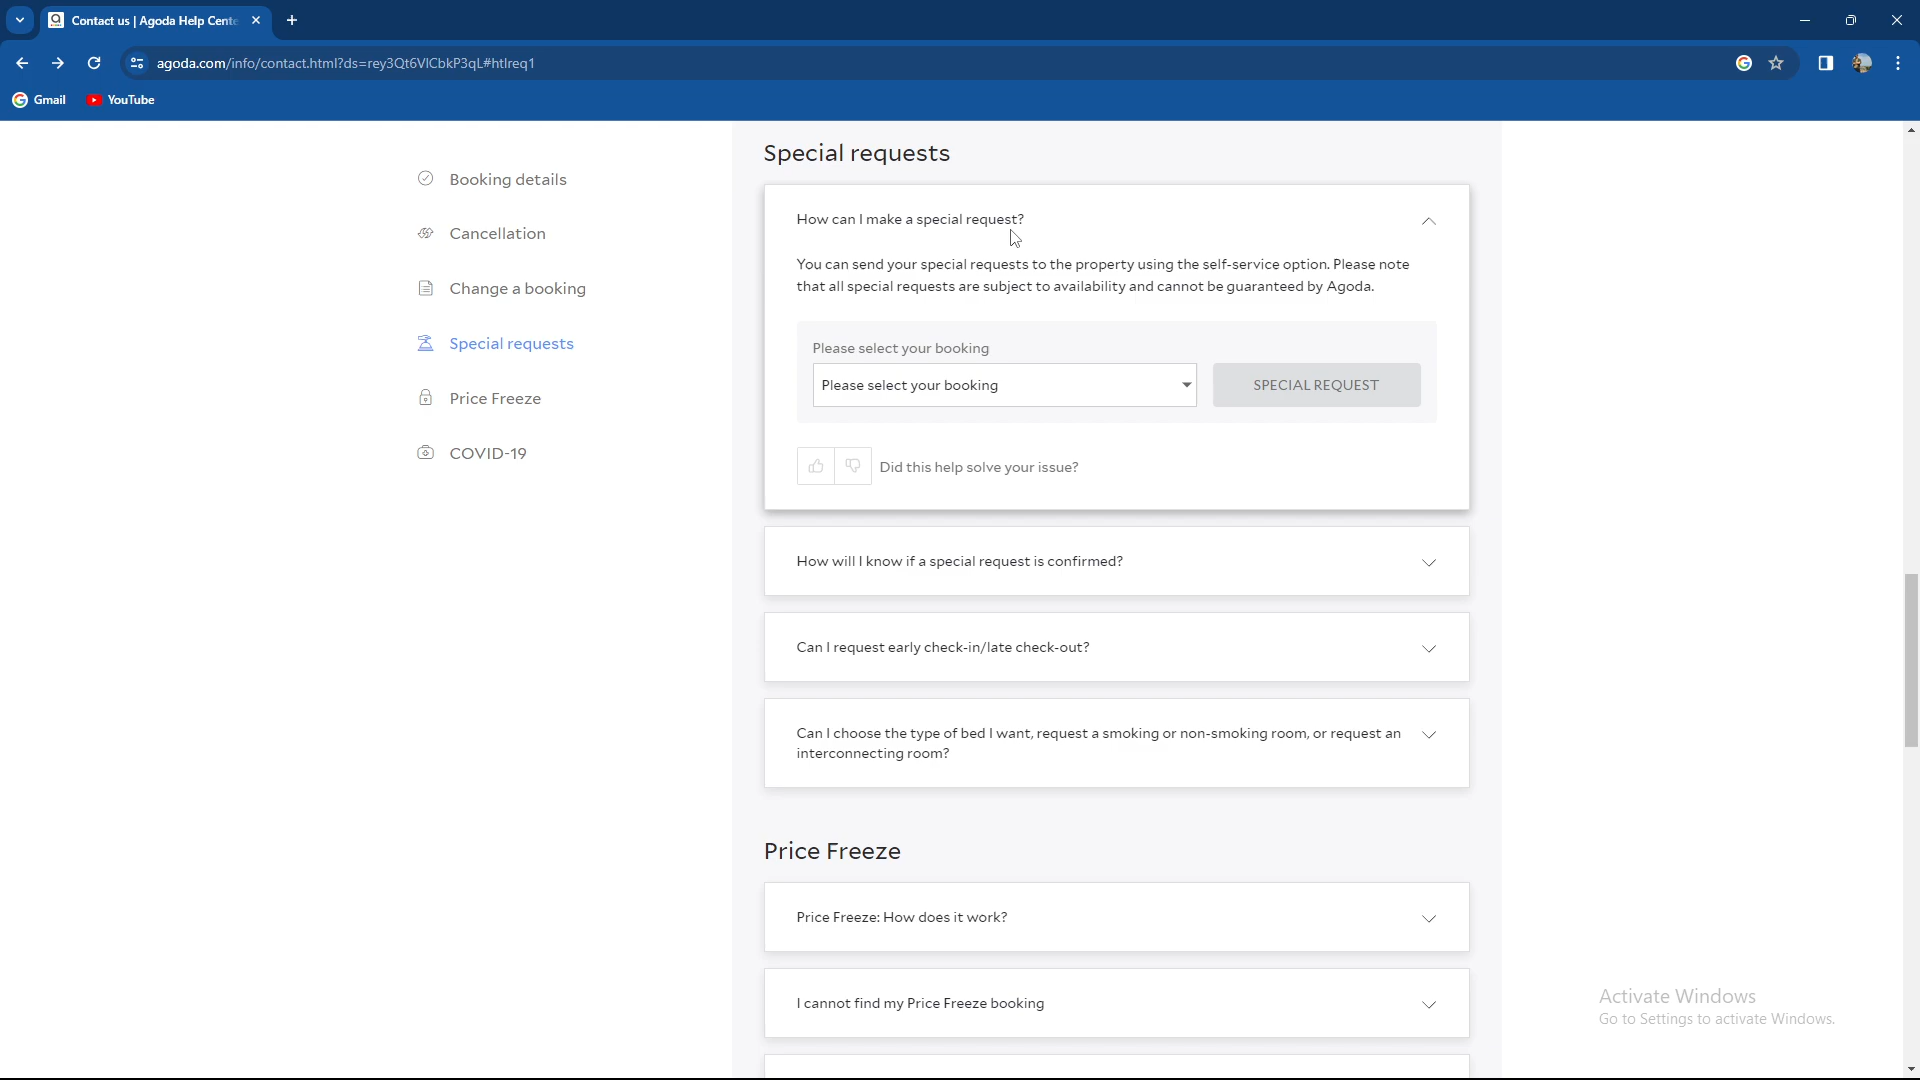 Contact us | Agoda Help Cente
agoda.com/info/contact.html?ds=rey3Qt6VlCbkP3qL#htlreq1
Gmail
YouTube
Booking details
Cancellation
Change a booking
Special requests
Price Freeze
COVID-19
Special requests
How can I make a special request?
You can send your special requests to the property using the self-service option. Please note
that all special requests are subject to availability and cannot be guaranteed by Agoda.
Please select your booking
Please select your booking
SPECIAL REQUEST
Did this help solve your issue?
How will I know if a special request is confirmed?
Can I request early check-in/late check-out?
Can I choose the type of bed I want, request a smoking or non-smoking room, or request an
interconnecting room?
Price Freeze
Price Freeze: How does it work?
I cannot find my Price Freeze booking
Activate Windows
Go to Settings to activate Windows.